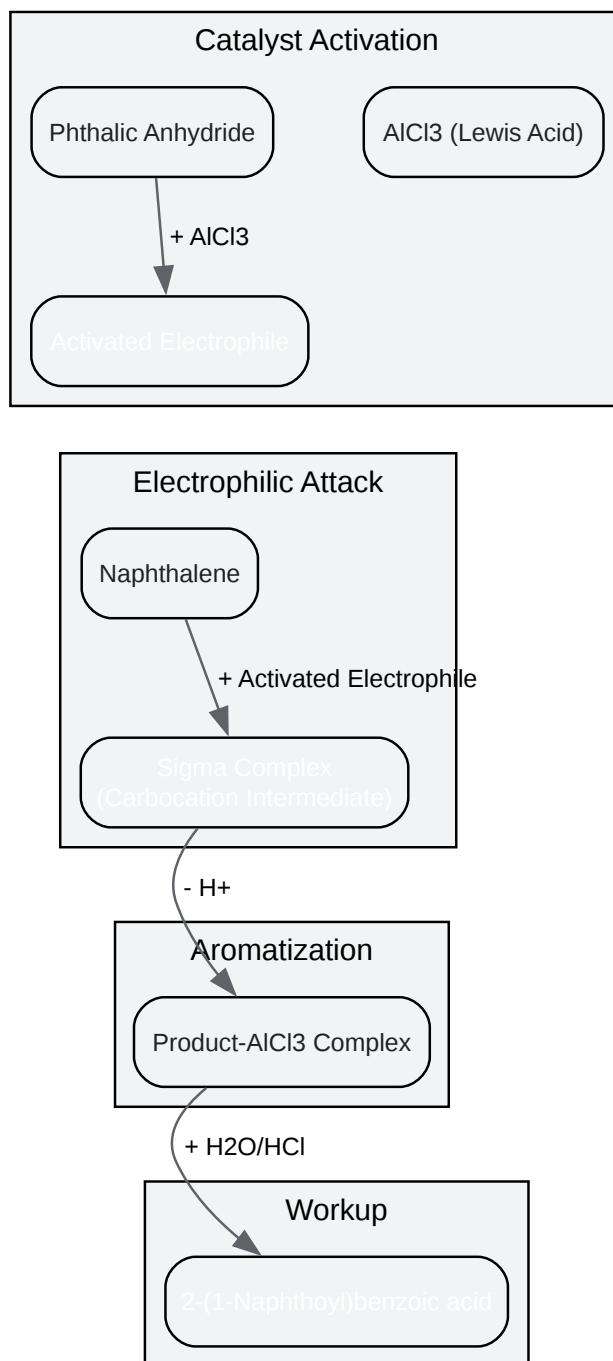 Catalyst Activation
Phthalic Anhydride
AlCl3 (Lewis Acid)
+ AlCl3
Activated Electrophile
Electrophilic Attack
Naphthalene
+ Activated Electrophile
Sigma Complex
(Carbocation Intermediate)
- H+
Aromatization
Product-AlCl3 Complex
+ H2O/HCl
Workup
2-(1-Naphthoyl)benzoic acid